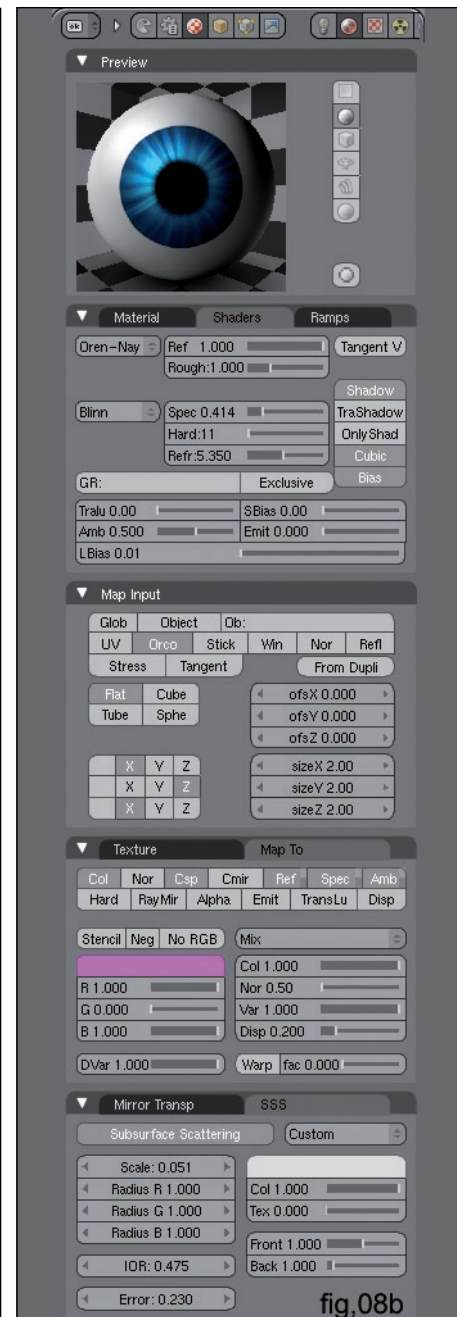 Preview
Material Shaders Ramps
Oren-Nay Ref 1.000 Tangent V
Rough:1.000
Shadow
Blinn Spec 0.414 TraShadow
Hard:11 OnlyShad
Refr:5.350 Cubic
GR: Exclusive Bias
Tralu 0.00 SBias 0.00
Amb 0.500 Emit 0.000
LBias 0.01
Map Input
Glob Object Ob:
UV Orco Stick Win Nor Refl
Stress Tangent From Dupli
Flat Cube ofsX 0.000
Tube Sphe ofsY 0.000
ofsZ 0.000
X Y Z sizeX 2.00
X Y Z sizeY 2.00
X Y Z sizeZ 2.00
Texture Map To
Col Nor Csp Cmir Ref Spec Amb
Hard RayMir Alpha Emit TransLu Disp
Stencil Neg No RGB Mix
Col 1.000
R 1.000 Nor 0.50
G 0.000 Var 1.000
B 1.000 Disp 0.200
DVar 1.000 Warp fac 0.000
Mirror Transp SSS
Subsurface Scattering Custom
Scale: 0.051
Radius R 1.000 Col 1.000
Radius G 1.000 Tex 0.000
Radius B 1.000
Front 1.000
IOR: 0.475 Back 1.000
Error: 0.230
fig,08b